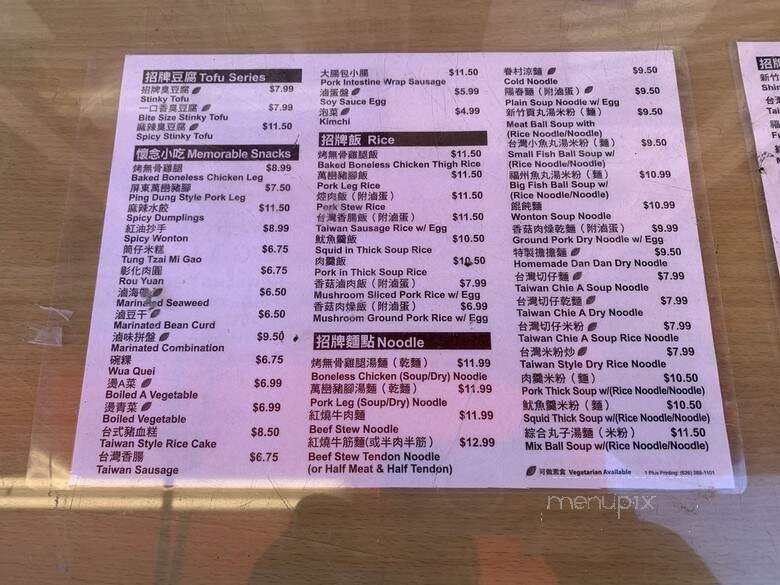 招牌豆腐 Tofu Series
招牌臭豆腐 $7.99
Stinky Tofu
一口香臭豆腐 $7.99
Bite Size Stinky Tofu
麻辣臭豆腐 $11.50
Spicy Stinky Tofu
懷念小吃 Memorable Snacks
烤無骨雞腿 $8.99
Baked Boneless Chicken Leg
屏東萬巒豬腳 $7.50
Ping Dung Style Pork Leg
麻辣水餃 $11.50
Spicy Dumplings
紅油抄手 $8.99
Spicy Wonton
筒仔米糕 $6.75
Tung Tzai Mi Gao
彰化肉圓 $6.75
Rou Yuan
滷海帶 $6.50
Marinated Seaweed
滷豆干 $6.50
Marinated Bean Curd
滷味拼盤 $9.50
Marinated Combination
碗粿 $6.75
Wua Quei
燙A菜 $6.99
Boiled A Vegetable
燙青菜 $6.99
Boiled Vegetable
台式豬血糕 $8.50
Taiwan Style Rice Cake
台灣香腸 $6.75
Taiwan Sausage
大腸包小腸 $11.50
Pork Intestine Wrap Sausage
滷蛋盤 $5.99
Soy Sauce Egg
泡菜 $4.99
Kimchi
招牌飯 Rice
烤無骨雞腿飯 $11.50
Baked Boneless Chicken Thigh Rice
萬巒豬腳飯 $11.50
Pork Leg Rice
焢肉飯（附滷蛋） $11.50
Pork Stew Rice
台灣香腸飯（附滷蛋） $11.50
Taiwan Sausage Rice w/ Egg
魷魚羹飯 $10.50
Squid in Thick Soup Rice
肉羹飯 $10.50
Pork in Thick Soup Rice
香菇滷肉飯（附滷蛋） $7.99
Mushroom Sliced Pork Rice w/ Egg
香菇肉燥飯（附滷蛋） $6.99
Mushroom Ground Pork Rice w/ Egg
招牌麵點 Noodle
烤無骨雞腿湯麵（乾麵） $11.99
Boneless Chicken (Soup/Dry) Noodle
萬巒豬腳湯麵（乾麵） $11.99
Pork Leg (Soup/Dry) Noodle
紅燒牛肉麵 $11.99
Beef Stew Noodle
紅燒牛筋麵(或半肉半筋） $12.99
Beef Stew Tendon Noodle
(or Half Meat & Half Tendon)
眷村涼麵 $9.50
Cold Noodle
陽春麵（附滷蛋） $9.50
Plain Soup Noodle w/ Egg
新竹貢丸湯米粉（麵） $9.50
Meat Ball Soup with
(Rice Noodle/Noodle)
台灣小魚丸湯米粉（麵） $9.50
Small Fish Ball Soup w/
(Rice Noodle/Noodle)
福州魚丸湯米粉（麵） $10.99
Big Fish Ball Soup w/
(Rice Noodle/Noodle)
餛飩麵 $10.99
Wonton Soup Noodle
香菇肉燥乾麵（附滷蛋） $9.99
Ground Pork Dry Noodle w/ Egg
特製擔擔麵 $9.50
Homemade Dan Dan Dry Noodle
台灣切仔麵 $7.99
Taiwan Chie A Soup Noodle
台灣切仔乾麵 $7.99
Taiwan Chie A Dry Noodle
台灣切仔米粉 $7.99
Taiwan Chie A Soup Rice Noodle
台灣米粉炒 $7.99
Taiwan Style Dry Rice Noodle
肉羹米粉（麵） $10.50
Pork Thick Soup w/(Rice Noodle/Noodle)
魷魚羹米粉（麵） $10.50
Squid Thick Soup w/(Rice Noodle/Noodle)
綜合丸子湯麵（米粉） $11.50
Mix Ball Soup w/(Rice Noodle/Noodle)
可做素食 Vegetarian Available
1 Plus Printing: (626) 280-1101
menupix
招牌
新竹
台灣
Tai